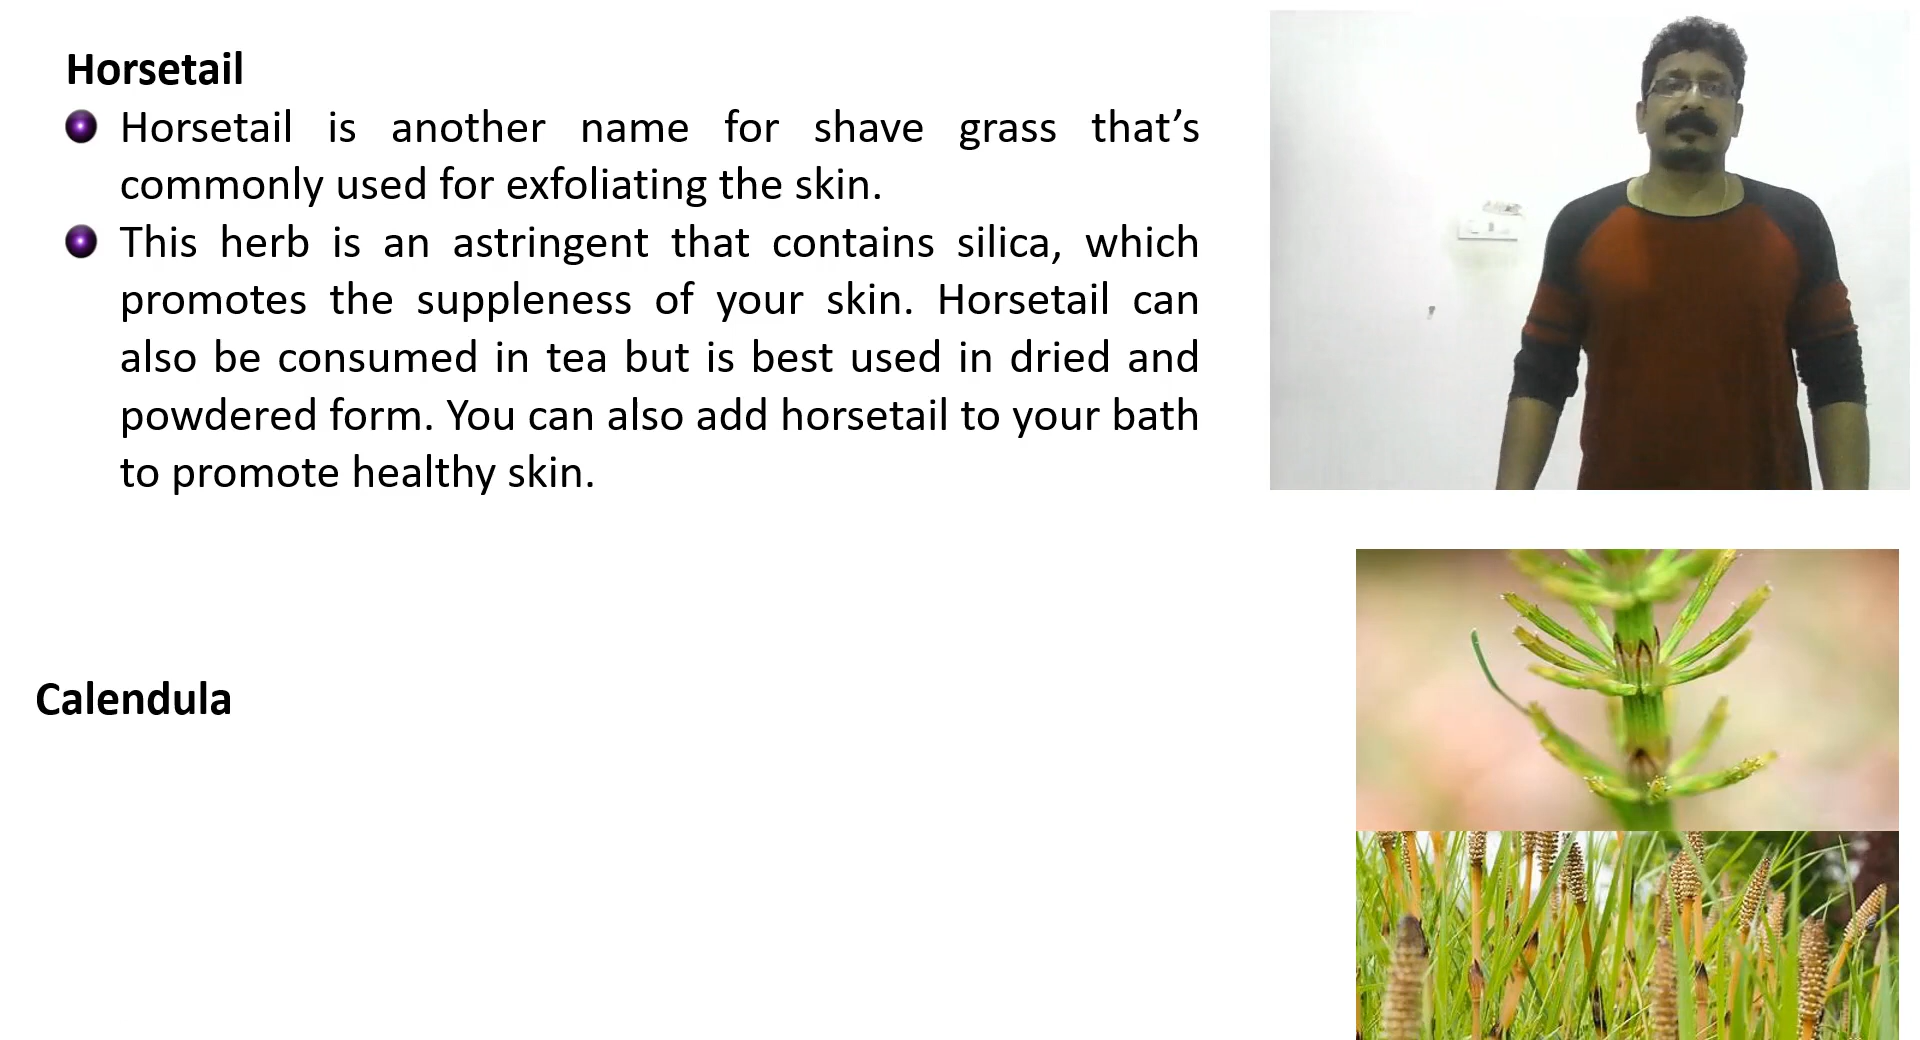 Horsetail
Horsetail is another name for shave grass that’s
commonly used for exfoliating the skin.
This herb is an astringent that contains silica, which
promotes the suppleness of your skin. Horsetail can
also be consumed in tea but is best used in dried and
powdered form. You can also add horsetail to your bath
to promote healthy skin.
Calendula